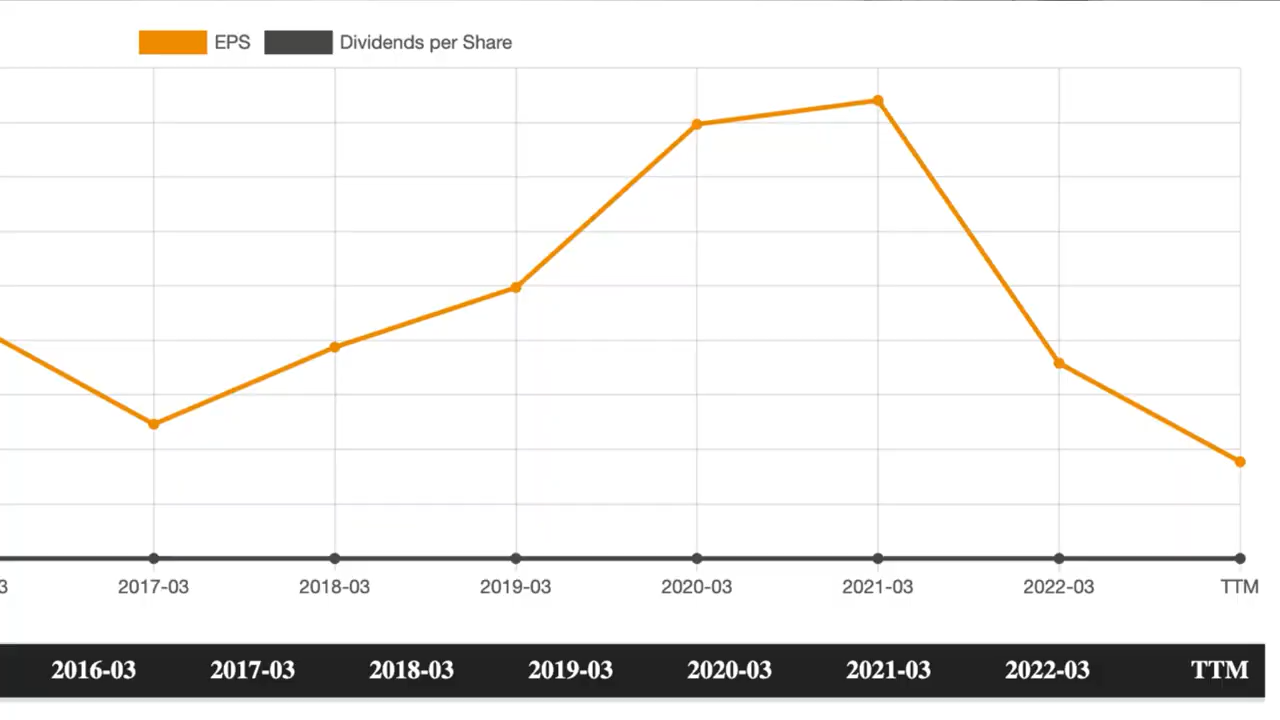 EPS Dividends per Share
3 2017-03 2018-03 2019-03 2020-03 2021-03 2022-03 TTM
2016-03 2017-03 2018-03 2019-03 2020-03 2021-03 2022-03 TTM